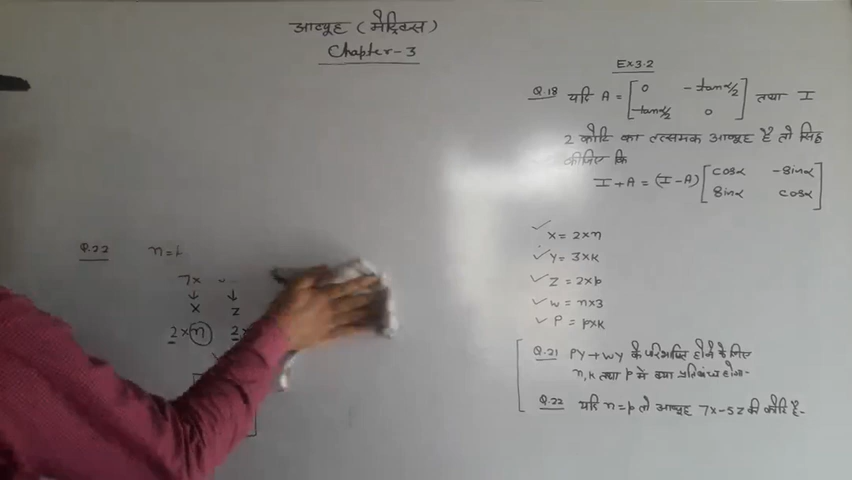 आव्यूह (मैट्रिक्स)
Chapter-3
Ex 3.2
Q.18 यदि A = [0 -tanα/2
tanα/2 0] तथा I
2 कोटि का तत्समक आव्यूह है तो सिद्ध
कीजिए कि
I + A = (I - A) [cosα -sinα
sinα cosα]
✓ X = 2×n
✓ Y = 3×k
✓ Z = 2×p
✓ W = n×3
✓ P = p×k
Q.21 PY + WY के परिभाषित होने के लिए
n, k तथा p में क्या प्रतिबंध होगा-
Q.22 यदि n = p तो आव्यूह 7X - 5Z की कोटि है-
Q.22 n =
7x -
↓ ↓
X Z
2×n 2×